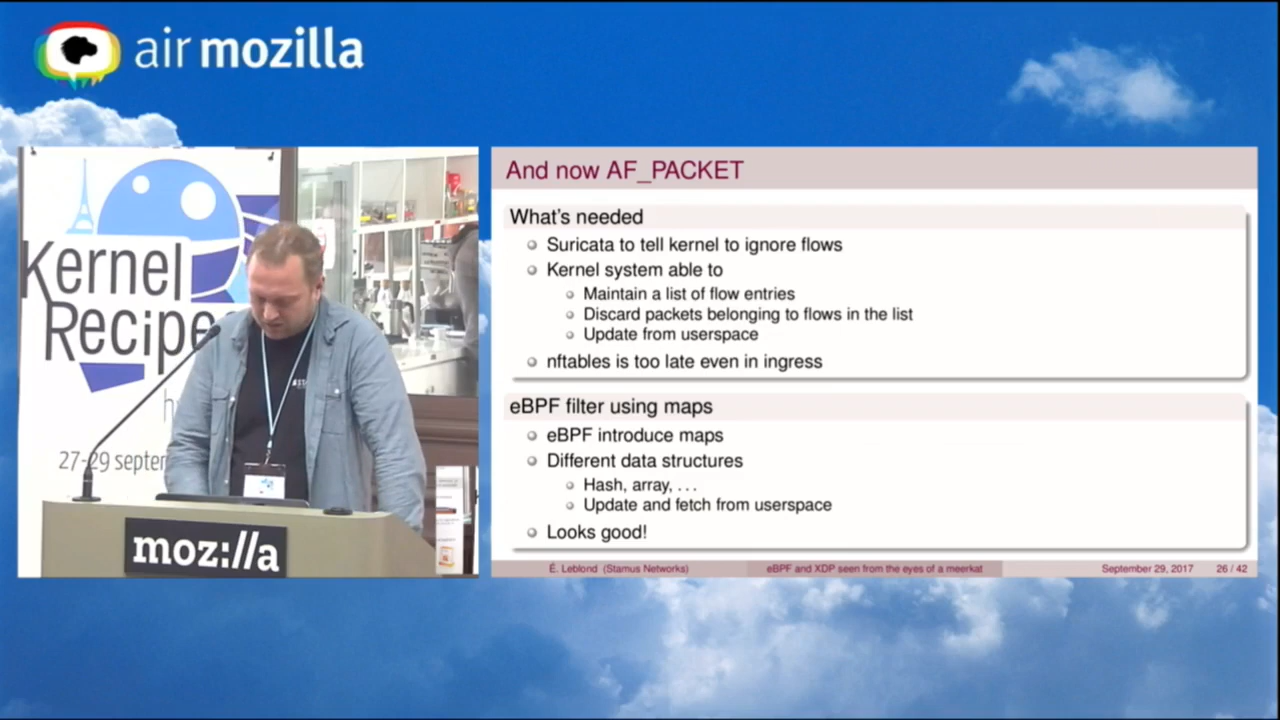 air mozilla
Kernel
Recipe
27-29 septem
moz://a
And now AF_PACKET
What's needed
Suricata to tell kernel to ignore flows
Kernel system able to
Maintain a list of flow entries
Discard packets belonging to flows in the list
Update from userspace
nftables is too late even in ingress
eBPF filter using maps
eBPF introduce maps
Different data structures
Hash, array, . . .
Update and fetch from userspace
Looks good!
É. Leblond (Stamus Networks) eBPF and XDP seen from the eyes of a meerkat September 29, 2017 26 / 42